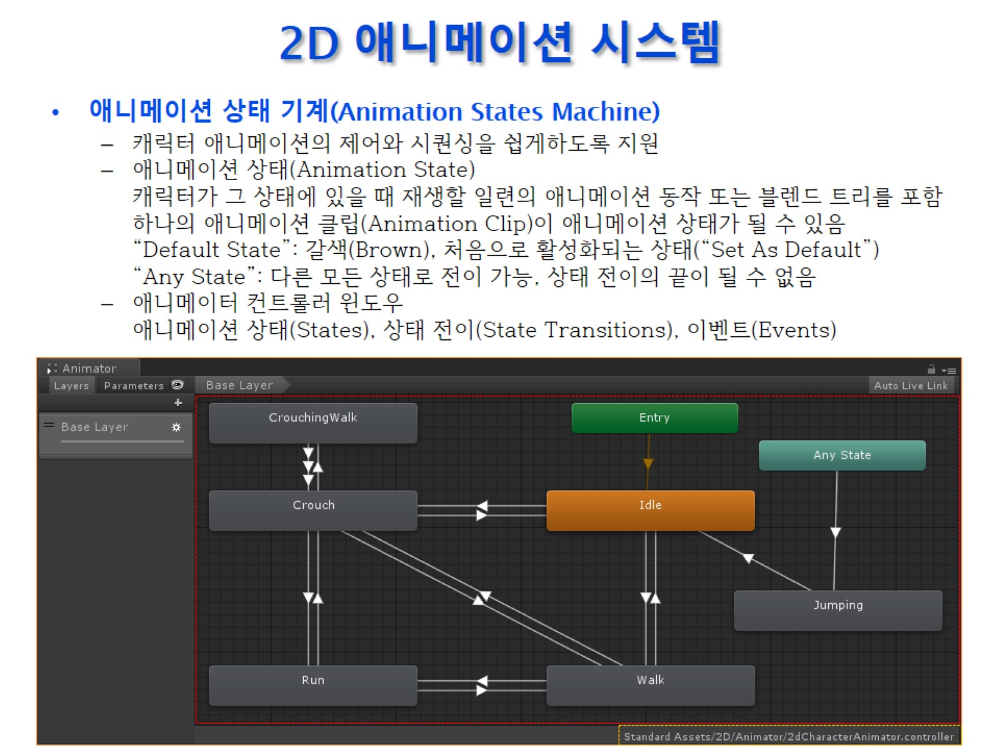 2D 애니메이션 시스템
• 애니메이션 상태 기계(Animation States Machine)
– 캐릭터 애니메이션의 제어와 시퀀싱을 쉽게하도록 지원
– 애니메이션 상태(Animation State)
캐릭터가 그 상태에 있을 때 재생할 일련의 애니메이션 동작 또는 블렌드 트리를 포함
하나의 애니메이션 클립(Animation Clip)이 애니메이션 상태가 될 수 있음
“Default State”: 갈색(Brown), 처음으로 활성화되는 상태(“Set As Default”)
“Any State”: 다른 모든 상태로 전이 가능, 상태 전이의 끝이 될 수 없음
– 애니메이터 컨트롤러 윈도우
애니메이션 상태(States), 상태 전이(State Transitions), 이벤트(Events)
Animator
Layers Parameters Base Layer Auto Live Link
+
Base Layer
CrouchingWalk
Entry
Any State
Crouch
Idle
Jumping
Run
Walk
Standard Assets/2D/Animator/2dCharacterAnimator.controller